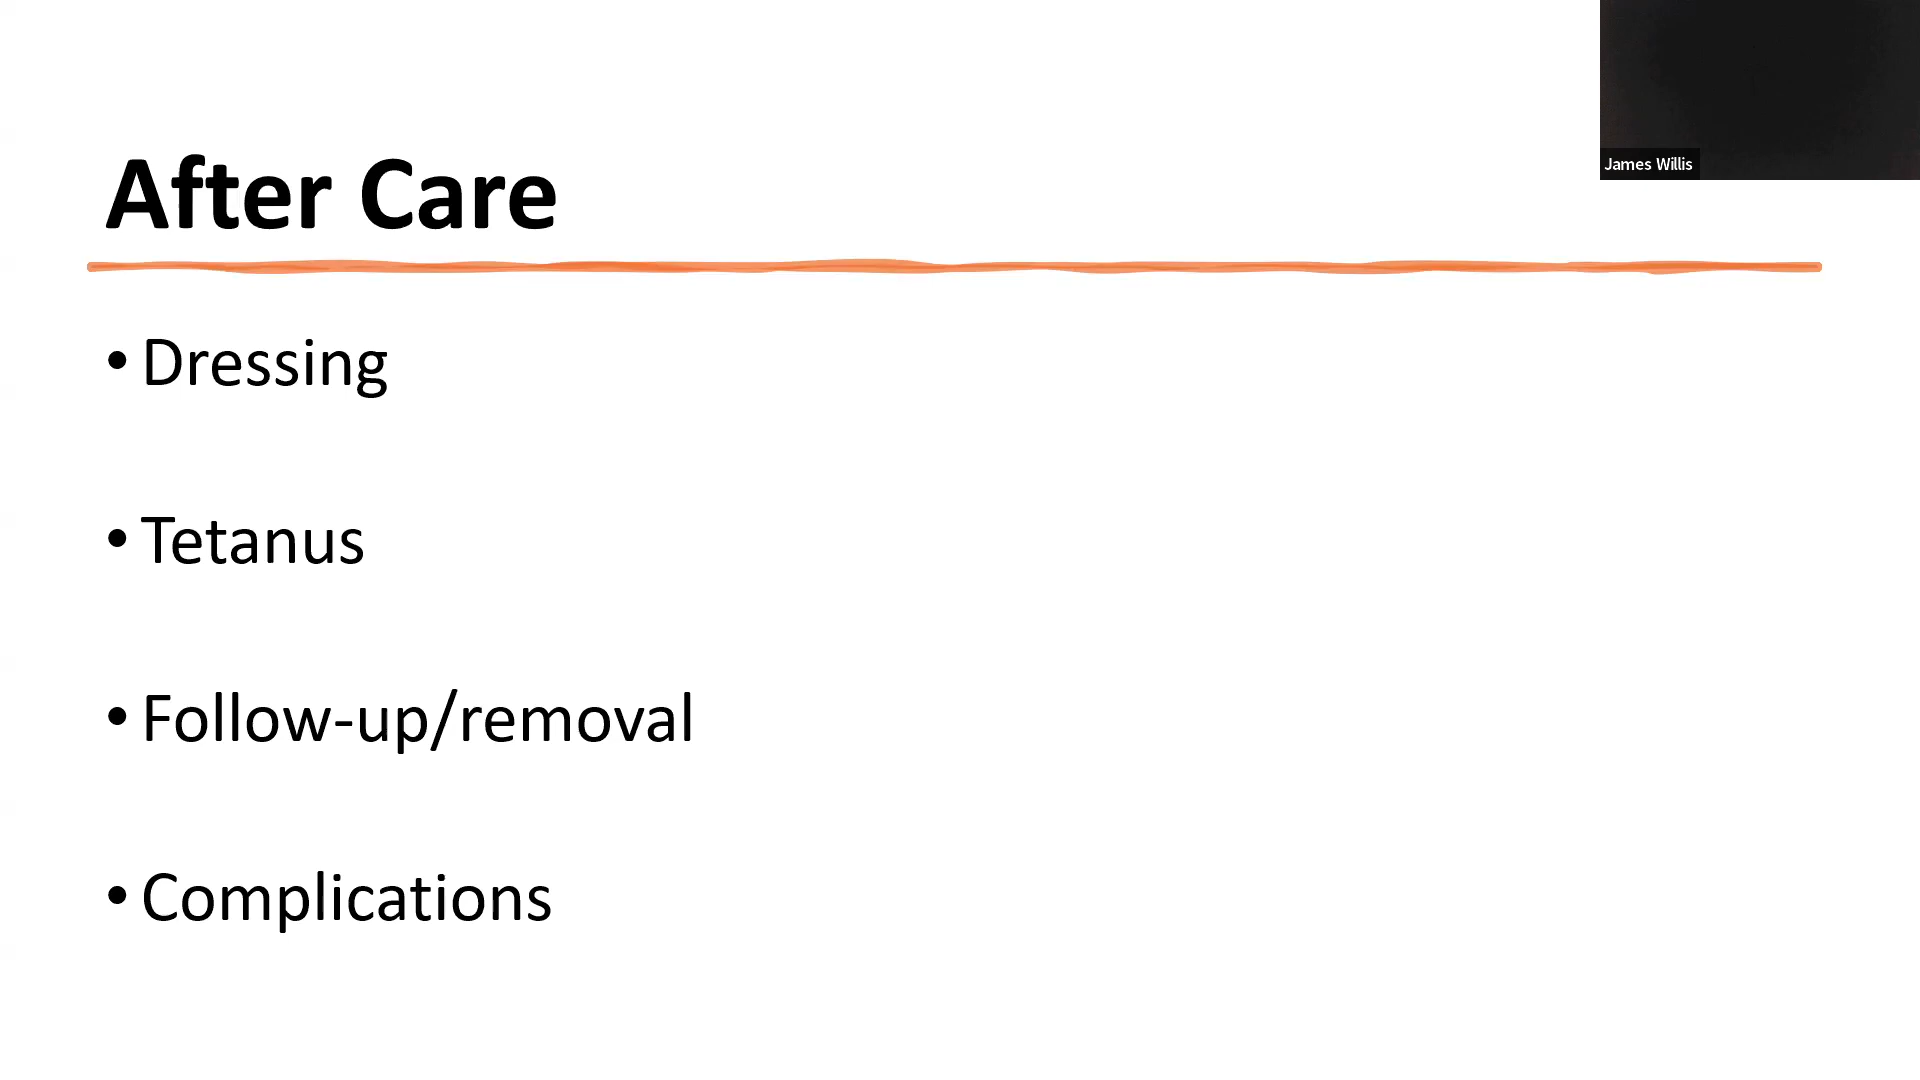 James Willis
After Care
• Dressing
• Tetanus
• Follow-up/removal
• Complications